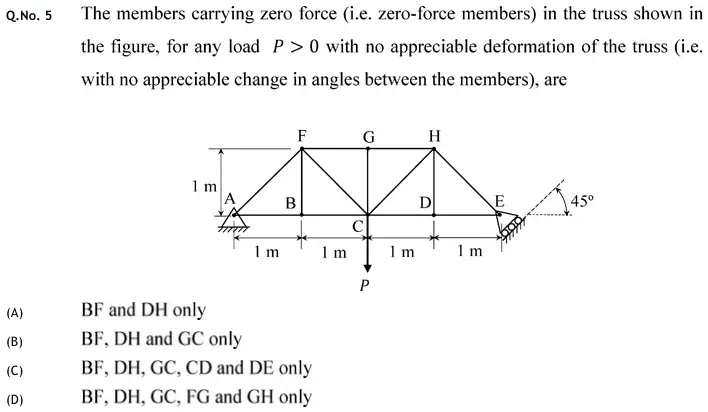 Q.No. 5 The members carrying zero force (i.e. zero-force members) in the truss shown in
the figure, for any load P > 0 with no appreciable deformation of the truss (i.e.
with no appreciable change in angles between the members), are
F G H
1 m
A B D E 45º
C
1 m 1 m 1 m 1 m
P
(A) BF and DH only
(B) BF, DH and GC only
(C) BF, DH, GC, CD and DE only
(D) BF, DH, GC, FG and GH only